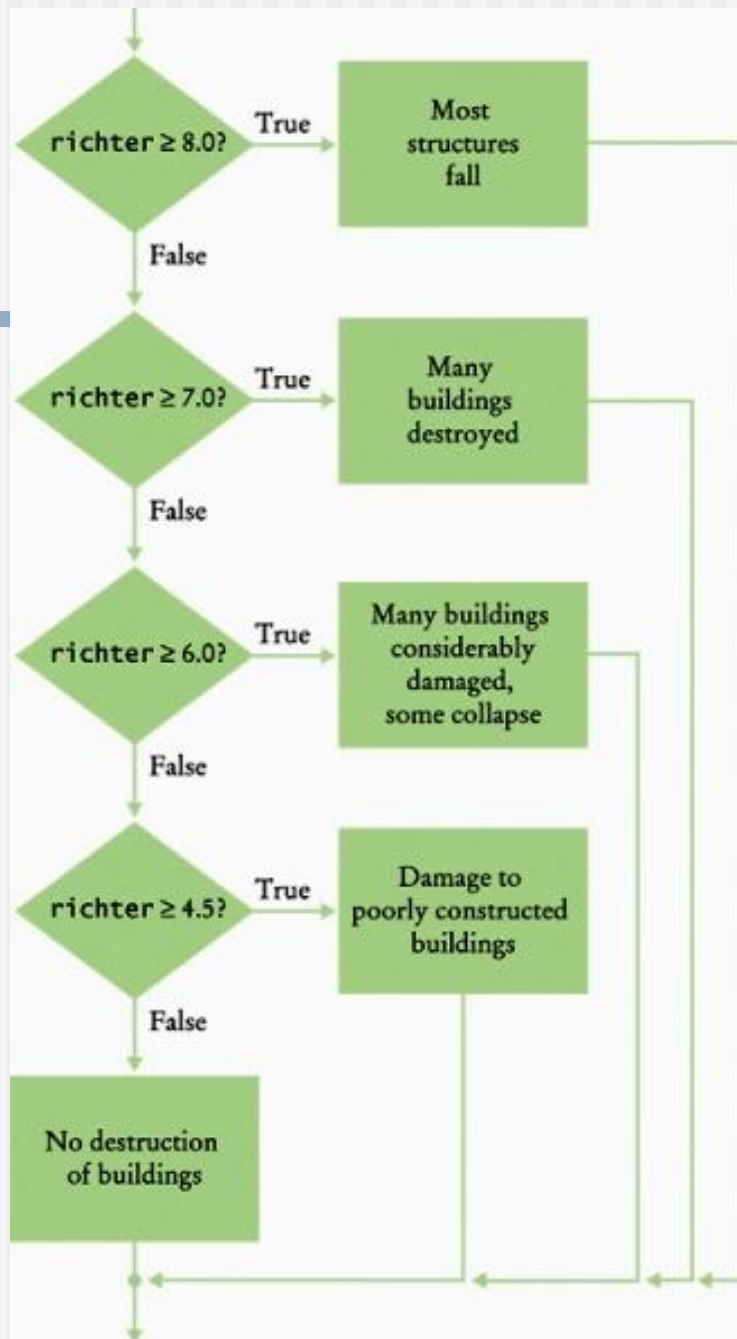 richter ≥ 8.0?
True
Most
structures
fall
False
richter ≥ 7.0?
True
Many
buildings
destroyed
False
richter ≥ 6.0?
True
Many buildings
considerably
damaged,
some collapse
False
richter ≥ 4.5?
True
Damage to
poorly constructed
buildings
False
No destruction
of buildings